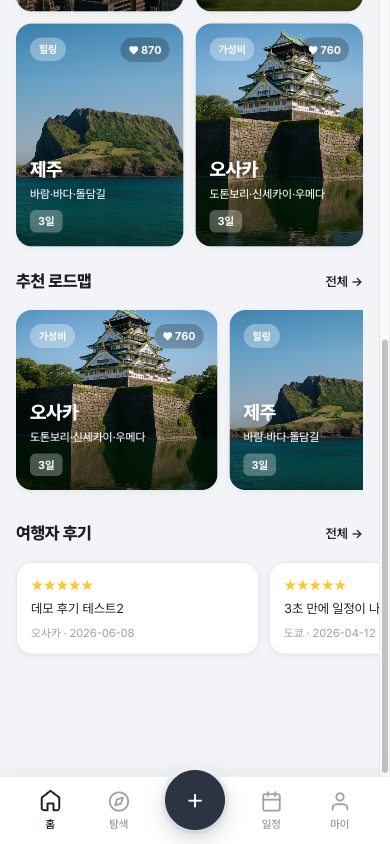 힐링
870
가성비
760
제주
바람·바다·돌담길
3일
오사카
도톤보리·신세카이·우메다
3일
추천 로드맵
전체 →
가성비
760
힐링
오사카
도톤보리·신세카이·우메다
3일
제주
바람·바다·돌담길
3일
여행자 후기
전체 →
★★★★★
데모 후기 테스트2
오사카 · 2026-06-08
★★★★★
3초 만에 일정이 나
도쿄 · 2026-04-12
홈
탐색
일정
마이